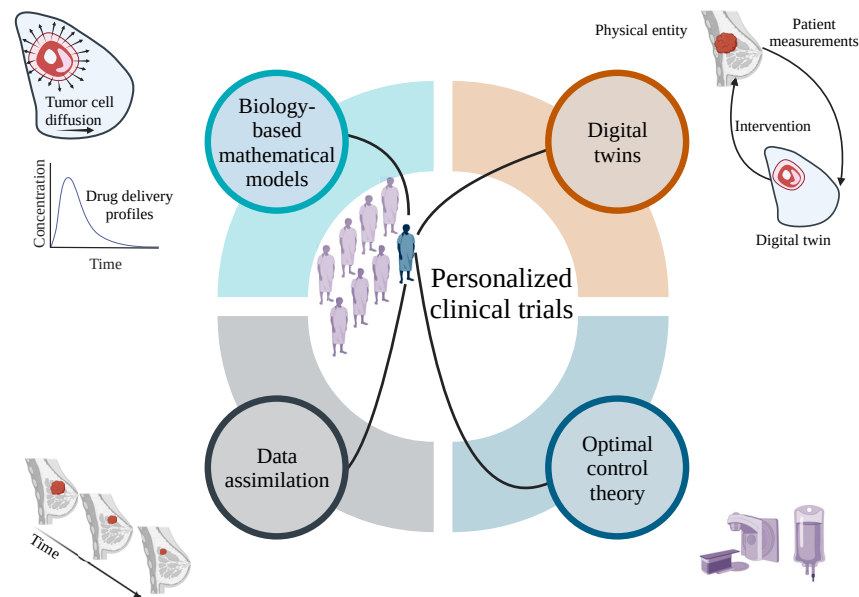 Tumor cell
diffusion
Concentration
Drug delivery
profiles
Time
Biology-
based
mathematical
models
Digital
twins
Physical entity
Patient
measurements
Intervention
Digital twin
Personalized
clinical trials
Data
assimilation
Optimal
control
theory
Time